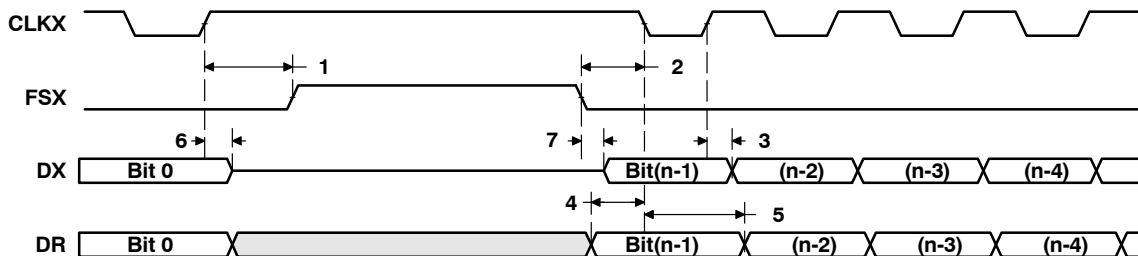 CLKX
1
2
FSX
6
7
3
DX Bit 0 Bit(n-1) (n-2) (n-3) (n-4)
4
5
DR Bit 0 Bit(n-1) (n-2) (n-3) (n-4)